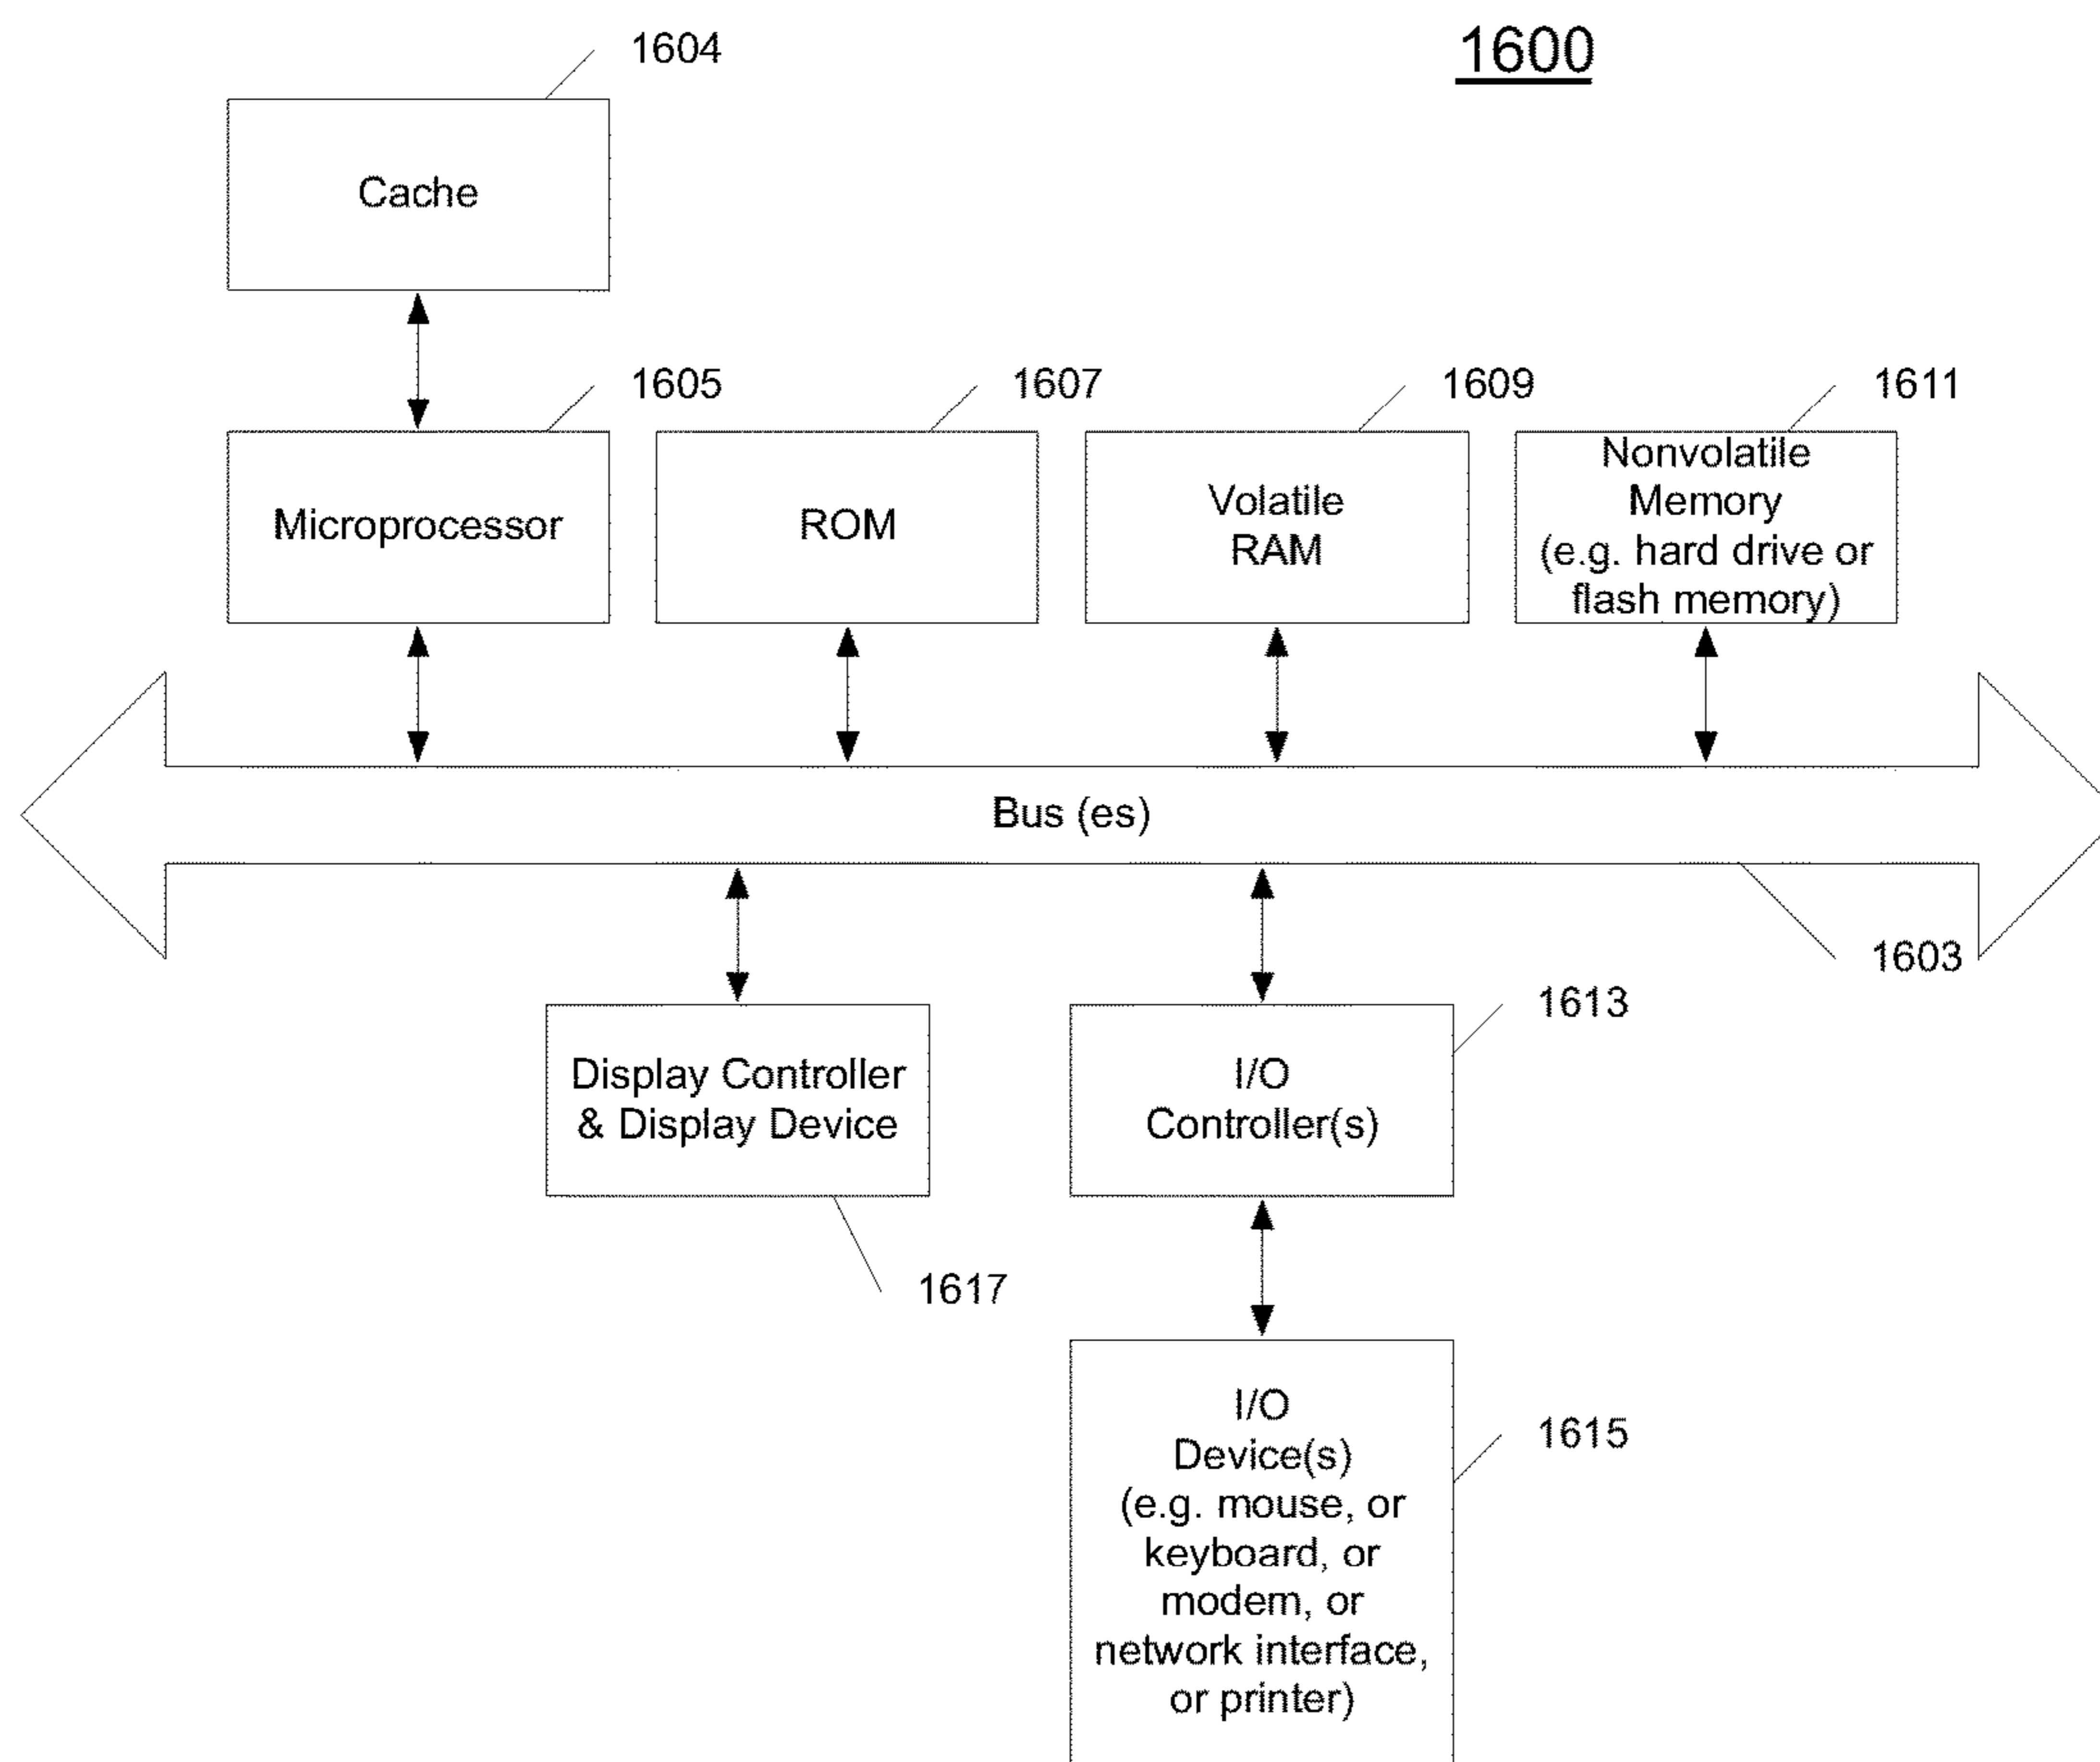 1600
1604
Cache
1605
1607
1609
1611
Microprocessor
ROM
Volatile
RAM
Nonvolatile
Memory
(e.g. hard drive or
flash memory)
Bus (es)
1603
1613
Display Controller
& Display Device
I/O
Controller(s)
1617
1615
I/O
Device(s)
(e.g. mouse, or
keyboard, or
modem, or
network interface,
or printer)